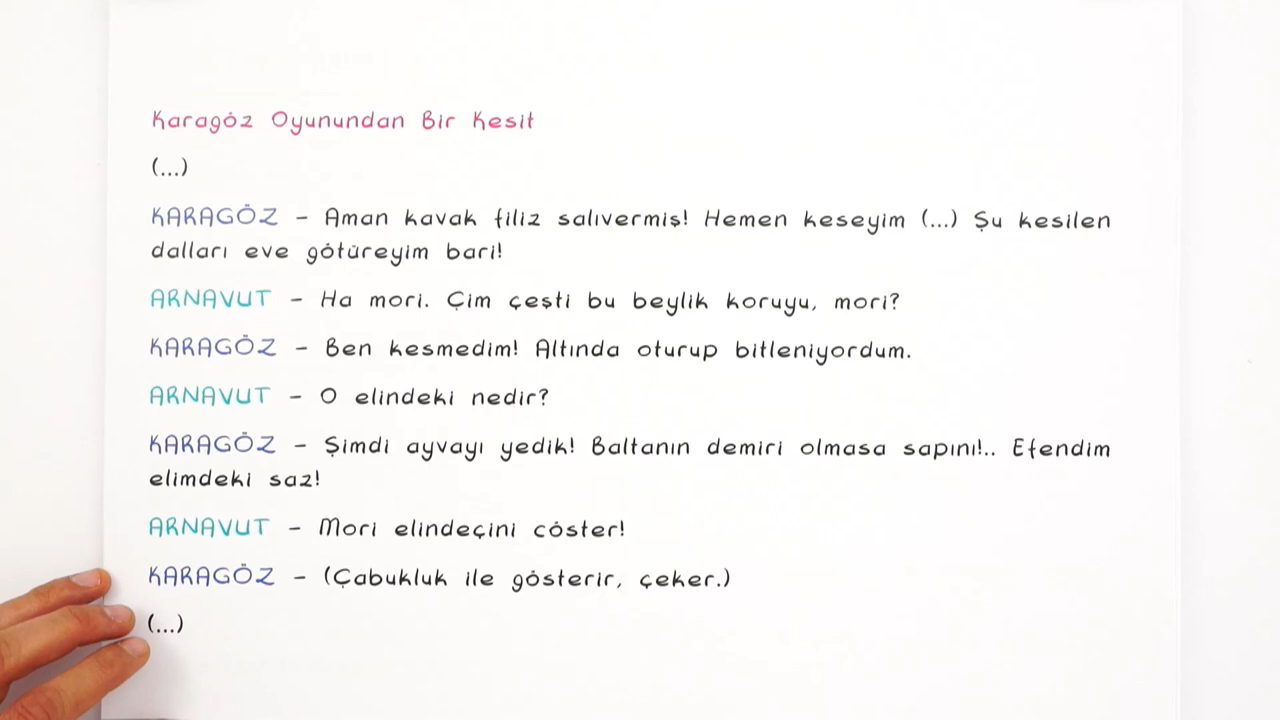 Karagöz Oyunundan Bir Kesit
(...)
KARAGÖZ - Aman kavak filiz salıvermiş! Hemen keseyim (...) Şu kesilen
dalları eve götüreyim bari!
ARNAVUT - Ha mori. Çim çeşti bu beylik koruyu, mori?
KARAGÖZ - Ben kesmedim! Altında oturup bitleniyordum.
ARNAVUT - O elindeki nedir?
KARAGÖZ - Şimdi ayvayı yedik! Baltanın demiri olmasa sapını!.. Efendim
elimdeki saz!
ARNAVUT - Mori elindeçini cöster!
KARAGÖZ - (Çabukluk ile gösterir, çeker.)
(...)